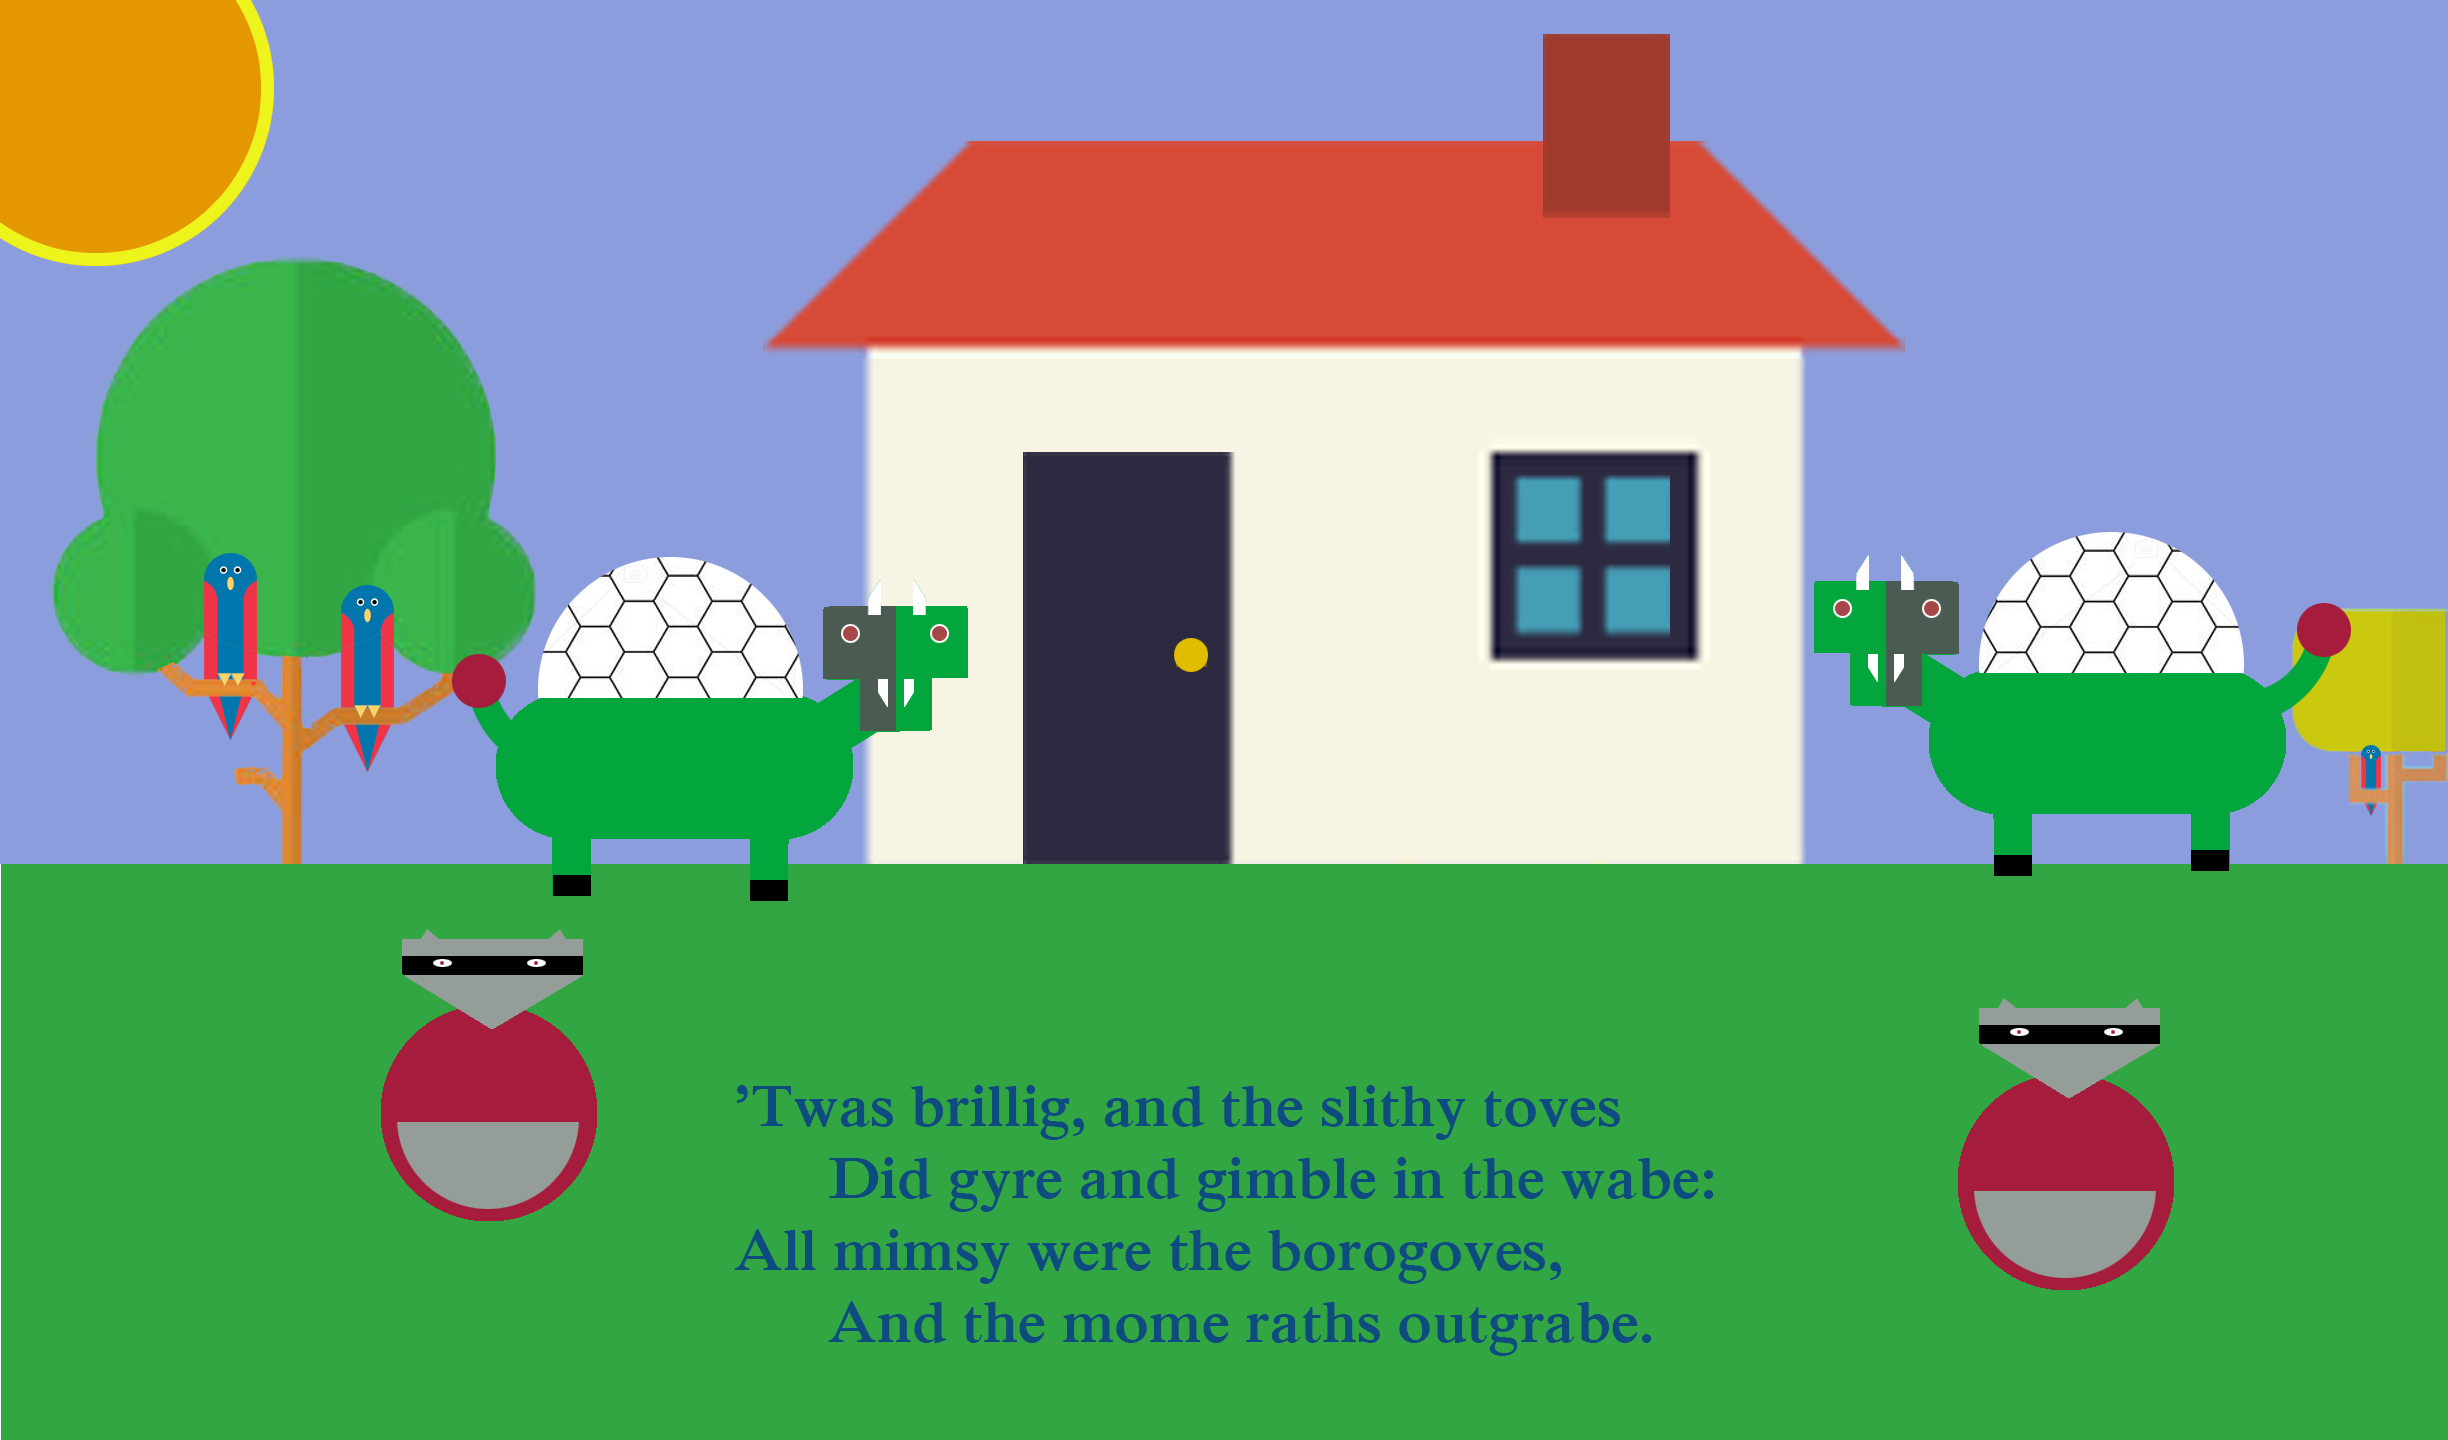 ’Twas brillig, and the slithy toves
Did gyre and gimble in the wabe:
All mimsy were the borogoves,
And the mome raths outgrabe.